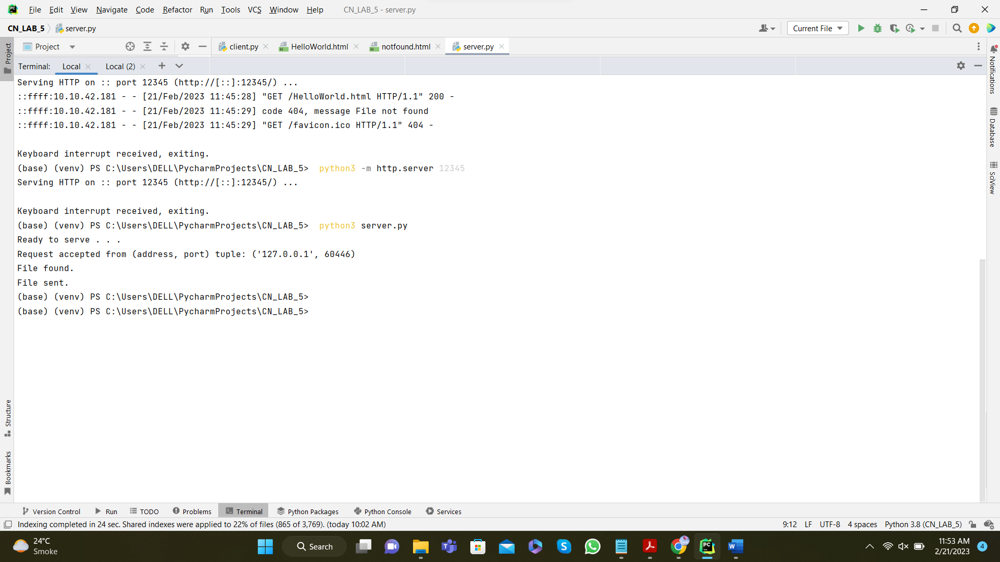 File Edit View Navigate Code Refactor Run Tools VCS Window Help CN_LAB_5 - server.py
CN_LAB_5 server.py Current File
Project client.py HelloWorld.html notfound.html server.py
Terminal: Local Local (2)
Serving HTTP on :: port 12345 (http://[::]:12345/) ...
::ffff:10.10.42.181 - - [21/Feb/2023 11:45:28] "GET /HelloWorld.html HTTP/1.1" 200 -
::ffff:10.10.42.181 - - [21/Feb/2023 11:45:29] code 404, message File not found
::ffff:10.10.42.181 - - [21/Feb/2023 11:45:29] "GET /favicon.ico HTTP/1.1" 404 -
Keyboard interrupt received, exiting.
(base) (venv) PS C:\Users\DELL\PycharmProjects\CN_LAB_5> python3 -m http.server 12345
Serving HTTP on :: port 12345 (http://[::]:12345/) ...
Keyboard interrupt received, exiting.
(base) (venv) PS C:\Users\DELL\PycharmProjects\CN_LAB_5> python3 server.py
Ready to serve . . .
Request accepted from (address, port) tuple: ('127.0.0.1', 60446)
File found.
File sent.
(base) (venv) PS C:\Users\DELL\PycharmProjects\CN_LAB_5>
(base) (venv) PS C:\Users\DELL\PycharmProjects\CN_LAB_5>
Project
Structure
Bookmarks
Notifications
Database
SciView
Version Control Run TODO Problems Terminal Python Packages Python Console Services
Indexing completed in 24 sec. Shared indexes were applied to 22% of files (865 of 3,769). (today 10:02 AM) 9:12 LF UTF-8 4 spaces Python 3.8 (CN_LAB_5)
24°C
Smoke
Search
11:53 AM
2/21/2023
4